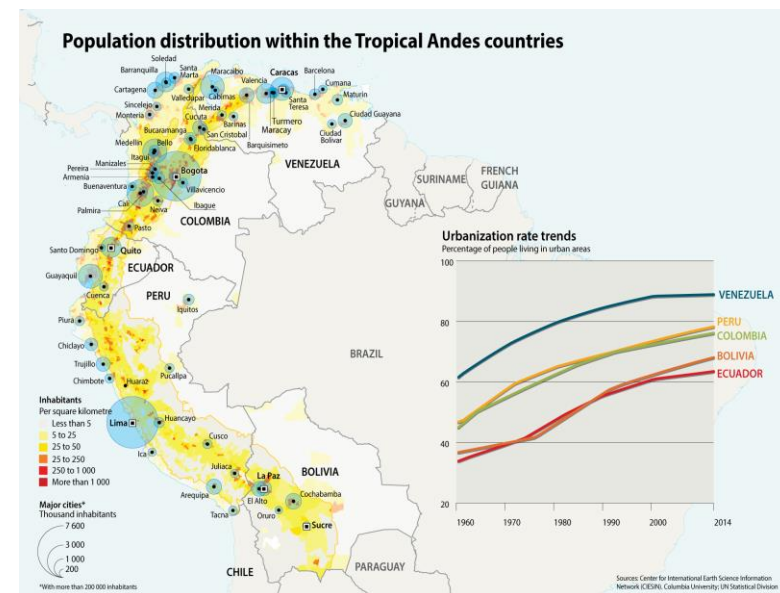 Population distribution within the Tropical Andes countries
Soledad
Barranquilla
Santa
Marta
Maracaibo
Cartagena
Valledupar
Cabimas
Valencia
Caracas
Barcelona
Cumana
Maturin
Santa
Teresa
Sincelejo
Monteria
Merida
Cucuta
Barinas
Turmero
Maracay
Ciudad Guayana
Ciudad
Bolivar
Bucaramanga
San Cristobal
Barquisimeto
Medellin
Bello
Floridablanca
Itagui
Manizales
Pereira
Armenia
Bogota
Buenaventura
Villavicencio
Cali
Palmira
Neiva
Ibague
Pasto
VENEZUELA
COLOMBIA
GUYANA
SURINAME
FRENCH
GUIANA
Santo Domingo
Quito
ECUADOR
Guayaquil
Cuenca
PERU
Iquitos
Piura
Chiclayo
Trujillo
Chimbote
Huaraz
Pucallpa
BRAZIL
Lima
Huancayo
Cusco
Ica
Juliaca
La Paz
BOLIVIA
Arequipa
El Alto
Cochabamba
Tacna
Oruro
Sucre
CHILE
PARAGUAY
Inhabitants
Per square kilometre
Less than 5
5 to 25
25 to 50
25 to 250
250 to 1 000
More than 1 000
Major cities*
Thousand inhabitants
7 600
3 000
1 000
200
*With more than 200 000 inhabitants
Urbanization rate trends
Percentage of people living in urban areas
100
80
60
40
20
1960
1970
1980
1990
2000
2014
VENEZUELA
PERU
COLOMBIA
BOLIVIA
ECUADOR
Sources: Center for International Earth Science Information
Network (CIESIN). Columbia University; UN Statistical Division